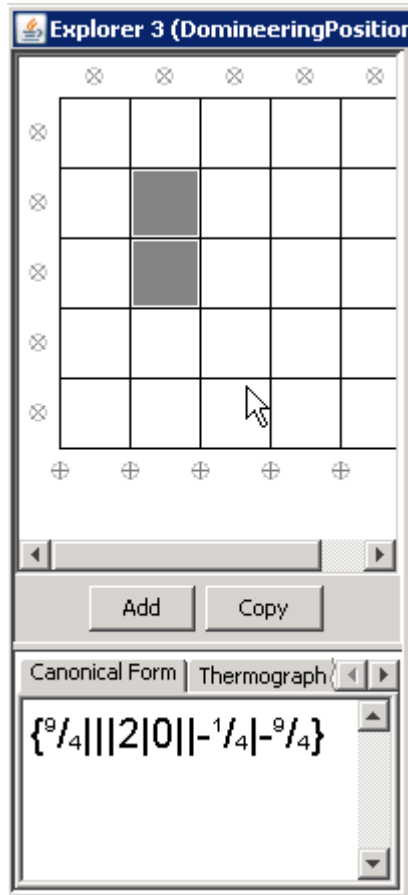 Explorer 3 (DomineeringPosition
Add Copy
Canonical Form Thermograph
{⁹/₄|||2|0||-¹/₄|-⁹/₄}